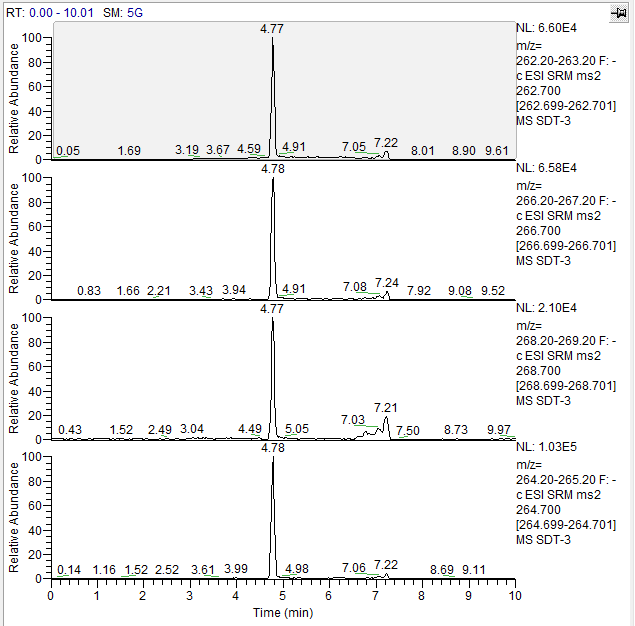 RT: 0.00 - 10.01 SM: 5G
NL: 6.60E4
m/z=
262.20-263.20 F: -
c ESI SRM ms2
262.700
[262.699-262.701]
MS SDT-3
Relative Abundance
100
80
60
40
20
0
4.77
0.05 1.69 3.19 3.67 4.59 4.91 7.05 7.22 8.01 8.90 9.61
NL: 6.58E4
m/z=
266.20-267.20 F: -
c ESI SRM ms2
266.700
[266.699-266.701]
MS SDT-3
Relative Abundance
100
80
60
40
20
0
4.78
0.83 1.66 2.21 3.43 3.94 4.91 7.08 7.24 7.92 9.08 9.52
NL: 2.10E4
m/z=
268.20-269.20 F: -
c ESI SRM ms2
268.700
[268.699-268.701]
MS SDT-3
Relative Abundance
100
80
60
40
20
0
4.77
0.43 1.52 2.49 3.04 4.49 5.05 7.03 7.21 7.50 8.73 9.97
NL: 1.03E5
m/z=
264.20-265.20 F: -
c ESI SRM ms2
264.700
[264.699-264.701]
MS SDT-3
Relative Abundance
100
80
60
40
20
0
4.78
0.14 1.16 1.52 2.52 3.61 3.99 4.98 7.06 7.22 8.69 9.11
0 1 2 3 4 5 6 7 8 9 10
Time (min)